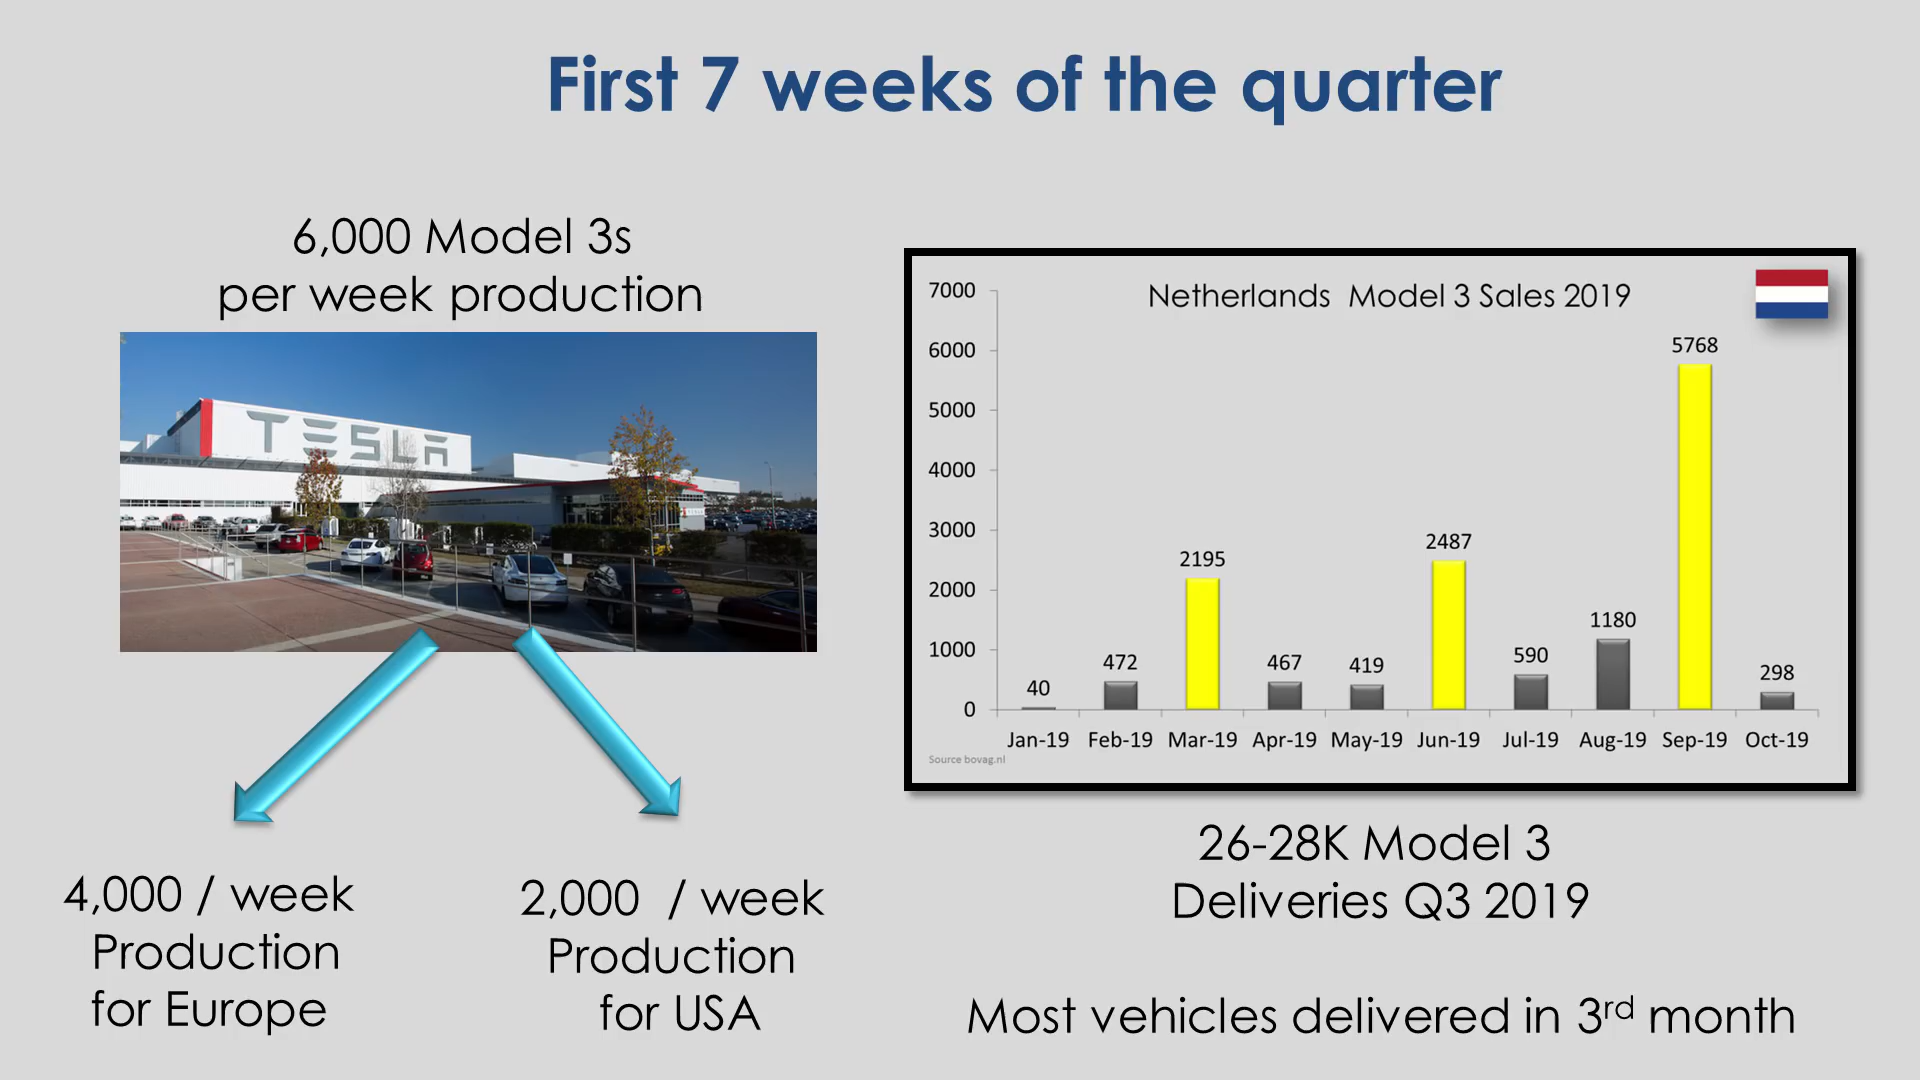 First 7 weeks of the quarter
6,000 Model 3s
per week production
TESLA
4,000 / week
Production
for Europe
2,000 / week
Production
for USA
Netherlands Model 3 Sales 2019
7000
6000
5000
4000
3000
2000
1000
0
40
472
2195
467
419
2487
590
1180
5768
298
Jan-19 Feb-19 Mar-19 Apr-19 May-19 Jun-19 Jul-19 Aug-19 Sep-19 Oct-19
Source bovag.nl
26-28K Model 3
Deliveries Q3 2019
Most vehicles delivered in 3rd month